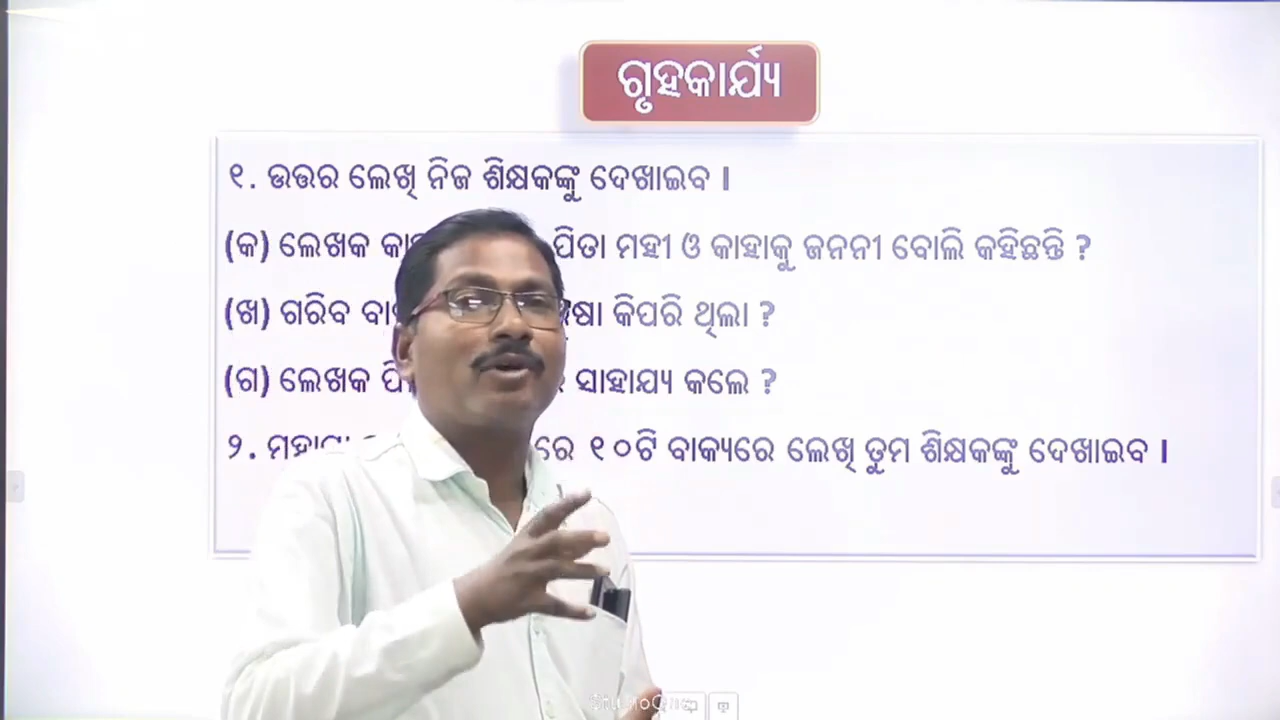 ଗୃହକାର୍ଯ୍ୟ
୧. ଉତ୍ତର ଲେଖି ନିଜ ଶିକ୍ଷକଙ୍କୁ ଦେଖାଇବ ।
(କ) ଲେଖକ ପିତା ମହୀ ଓ କାହାକୁ ଜନନୀ ବୋଲି କହିଛନ୍ତି ?
(ଖ) ଗରିବ କିପରି ଥିଲା ?
(ଗ) ଲେଖକ ସାହାଯ୍ୟ କଲେ ?
୨. ୧୦ଟି ବାକ୍ୟରେ ଲେଖି ତୁମ ଶିକ୍ଷକଙ୍କୁ ଦେଖାଇବ ।